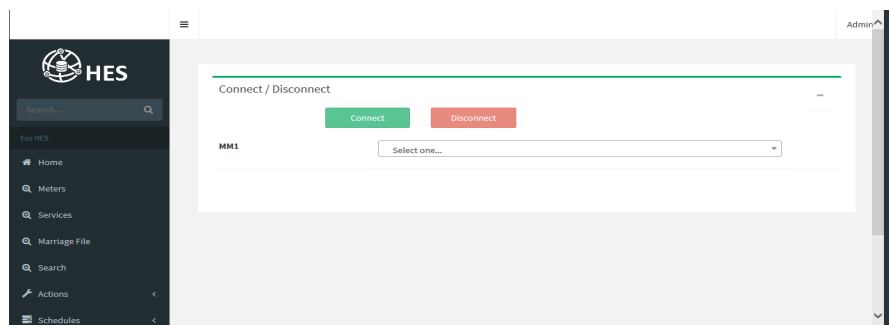 Admin
HES
Search...
Eos HES
Home
Meters
Services
Marriage File
Search
Actions
Schedules
Connect / Disconnect
Connect Disconnect
MM1 Select one...